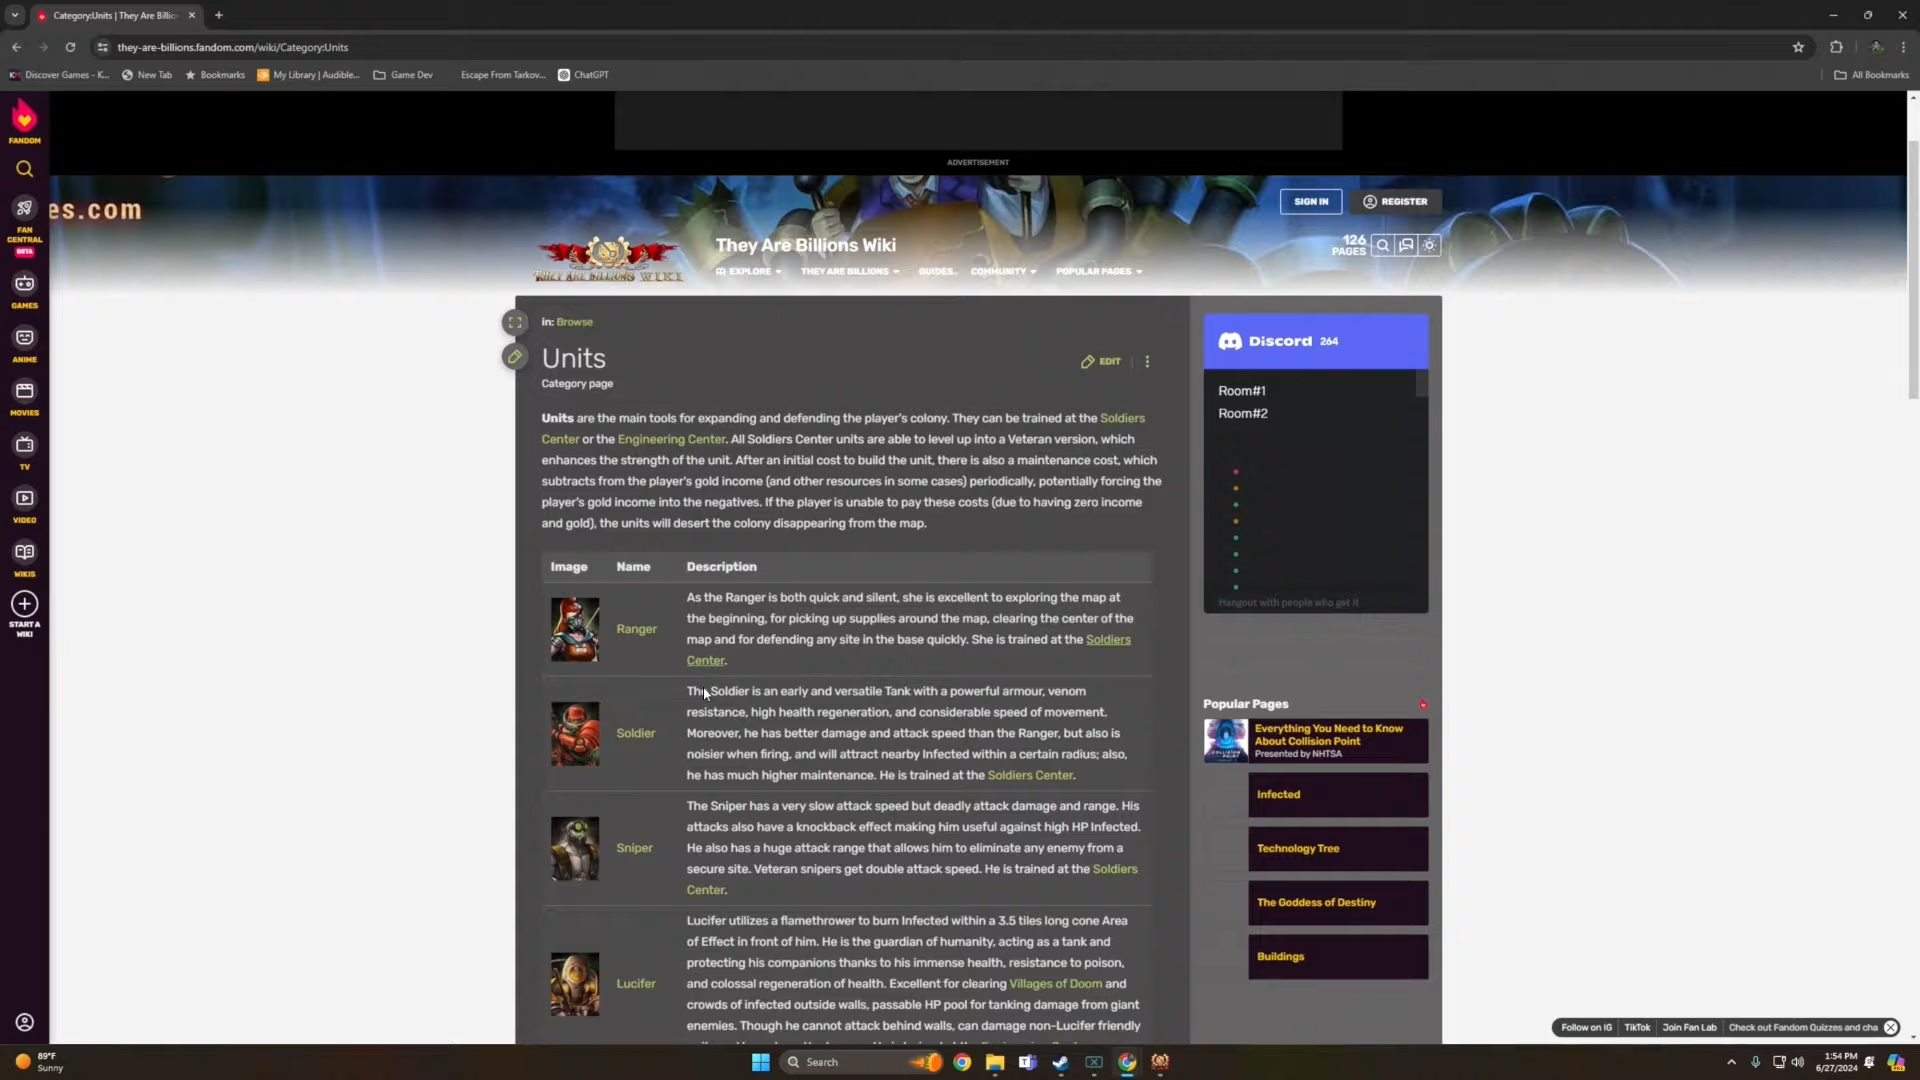 Category:Units | They Are Billio
they-are-billions.fandom.com/wiki/Category:Units
Discover Games - K...
New Tab
Bookmarks
My Library | Audible...
Game Dev
Escape From Tarkov...
ChatGPT
All Bookmarks
FANDOM
FAN
CENTRAL
BETA
GAMES
ANIME
MOVIES
TV
VIDEO
WIKIS
START A
WIKI
ADVERTISEMENT
es.com
SIGN IN
REGISTER
THEY ARE BILLIONS WIKI
They Are Billions Wiki
126
PAGES
EXPLORE
THEY ARE BILLIONS
GUIDES
COMMUNITY
POPULAR PAGES
in: Browse
Units
EDIT
Category page
Units are the main tools for expanding and defending the player's colony. They can be trained at the Soldiers
Center or the Engineering Center. All Soldiers Center units are able to level up into a Veteran version, which
enhances the strength of the unit. After an initial cost to build the unit, there is also a maintenance cost, which
subtracts from the player's gold income (and other resources in some cases) periodically, potentially forcing the
player's gold income into the negatives. If the player is unable to pay these costs (due to having zero income
and gold), the units will desert the colony disappearing from the map.
Image Name Description
Ranger
As the Ranger is both quick and silent, she is excellent to exploring the map at
the beginning, for picking up supplies around the map, clearing the center of the
map and for defending any site in the base quickly. She is trained at the Soldiers
Center.
Soldier
The Soldier is an early and versatile Tank with a powerful armour, venom
resistance, high health regeneration, and considerable speed of movement.
Moreover, he has better damage and attack speed than the Ranger, but also is
noisier when firing, and will attract nearby Infected within a certain radius; also,
he has much higher maintenance. He is trained at the Soldiers Center.
Sniper
The Sniper has a very slow attack speed but deadly attack damage and range. His
attacks also have a knockback effect making him useful against high HP Infected.
He also has a huge attack range that allows him to eliminate any enemy from a
secure site. Veteran snipers get double attack speed. He is trained at the Soldiers
Center.
Lucifer
Lucifer utilizes a flamethrower to burn Infected within a 3.5 tiles long cone Area
of Effect in front of him. He is the guardian of humanity, acting as a tank and
protecting his companions thanks to his immense health, resistance to poison,
and colossal regeneration of health. Excellent for clearing Villages of Doom and
crowds of infected outside walls, passable HP pool for tanking damage from giant
enemies. Though he cannot attack behind walls, can damage non-Lucifer friendly
Discord 264
Room#1
Room#2
Hangout with people who get it
Popular Pages
Everything You Need to Know
About Collision Point
Presented by NHTSA
Infected
Technology Tree
The Goddess of Destiny
Buildings
Follow on IG
TikTok
Join Fan Lab
Check out Fandom Quizzes and cha
89°F
Sunny
Search
1:54 PM
6/27/2024